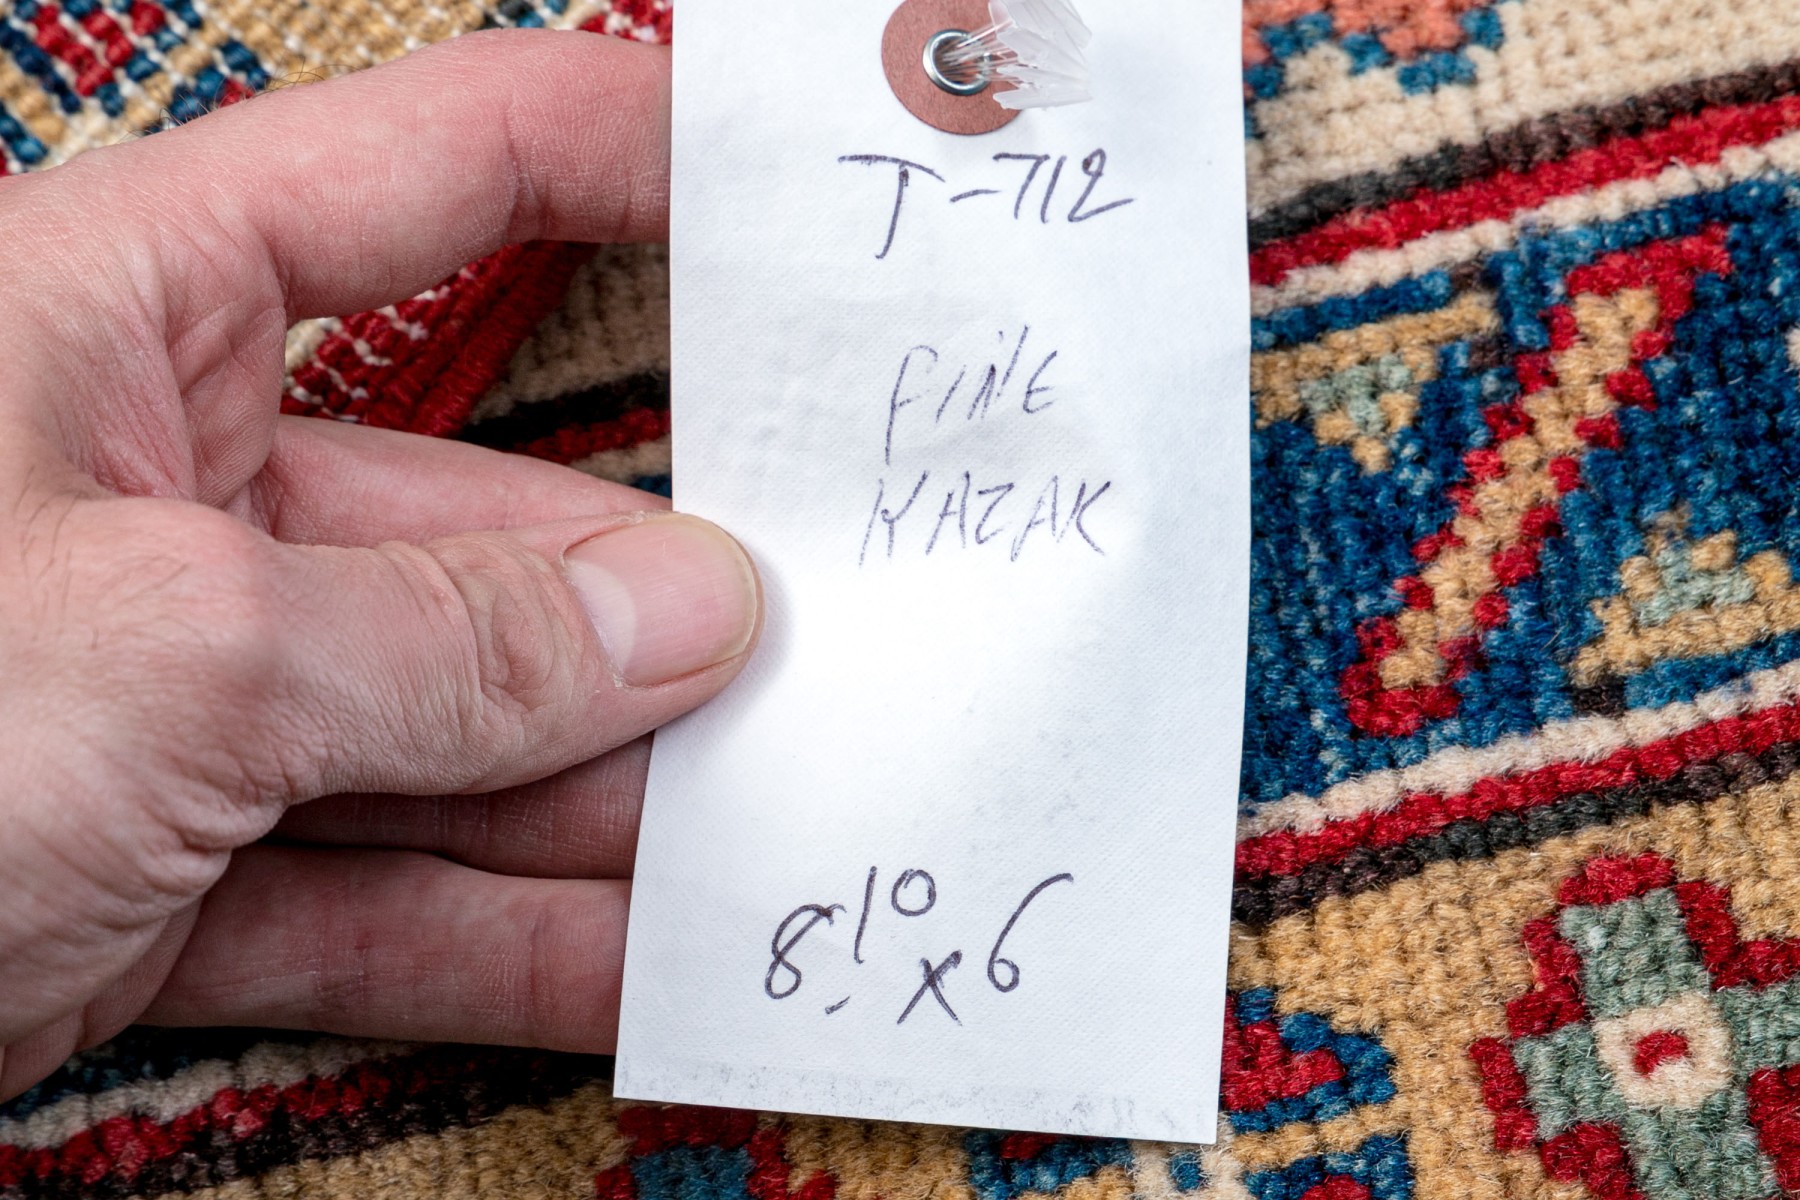 T-712
FINE
KAZAK
8.10 x 6